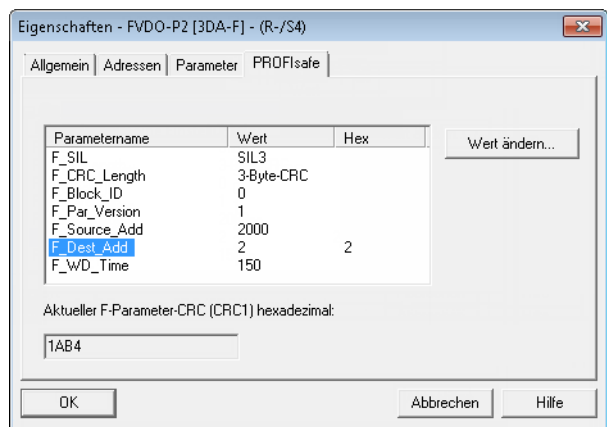 Eigenschaften - FVDO-P2 [3DA-F] - (R-/S4)
Allgemein Adressen Parameter PROFIsafe
Parametername Wert Hex
F_SIL SIL3
F_CRC_Length 3-Byte-CRC
F_Block_ID 0
F_Par_Version 1
F_Source_Add 2000
F_Dest_Add 2 2
F_WD_Time 150
Wert ändern...
Aktueller F-Parameter-CRC (CRC1) hexadezimal:
1AB4
OK Abbrechen Hilfe